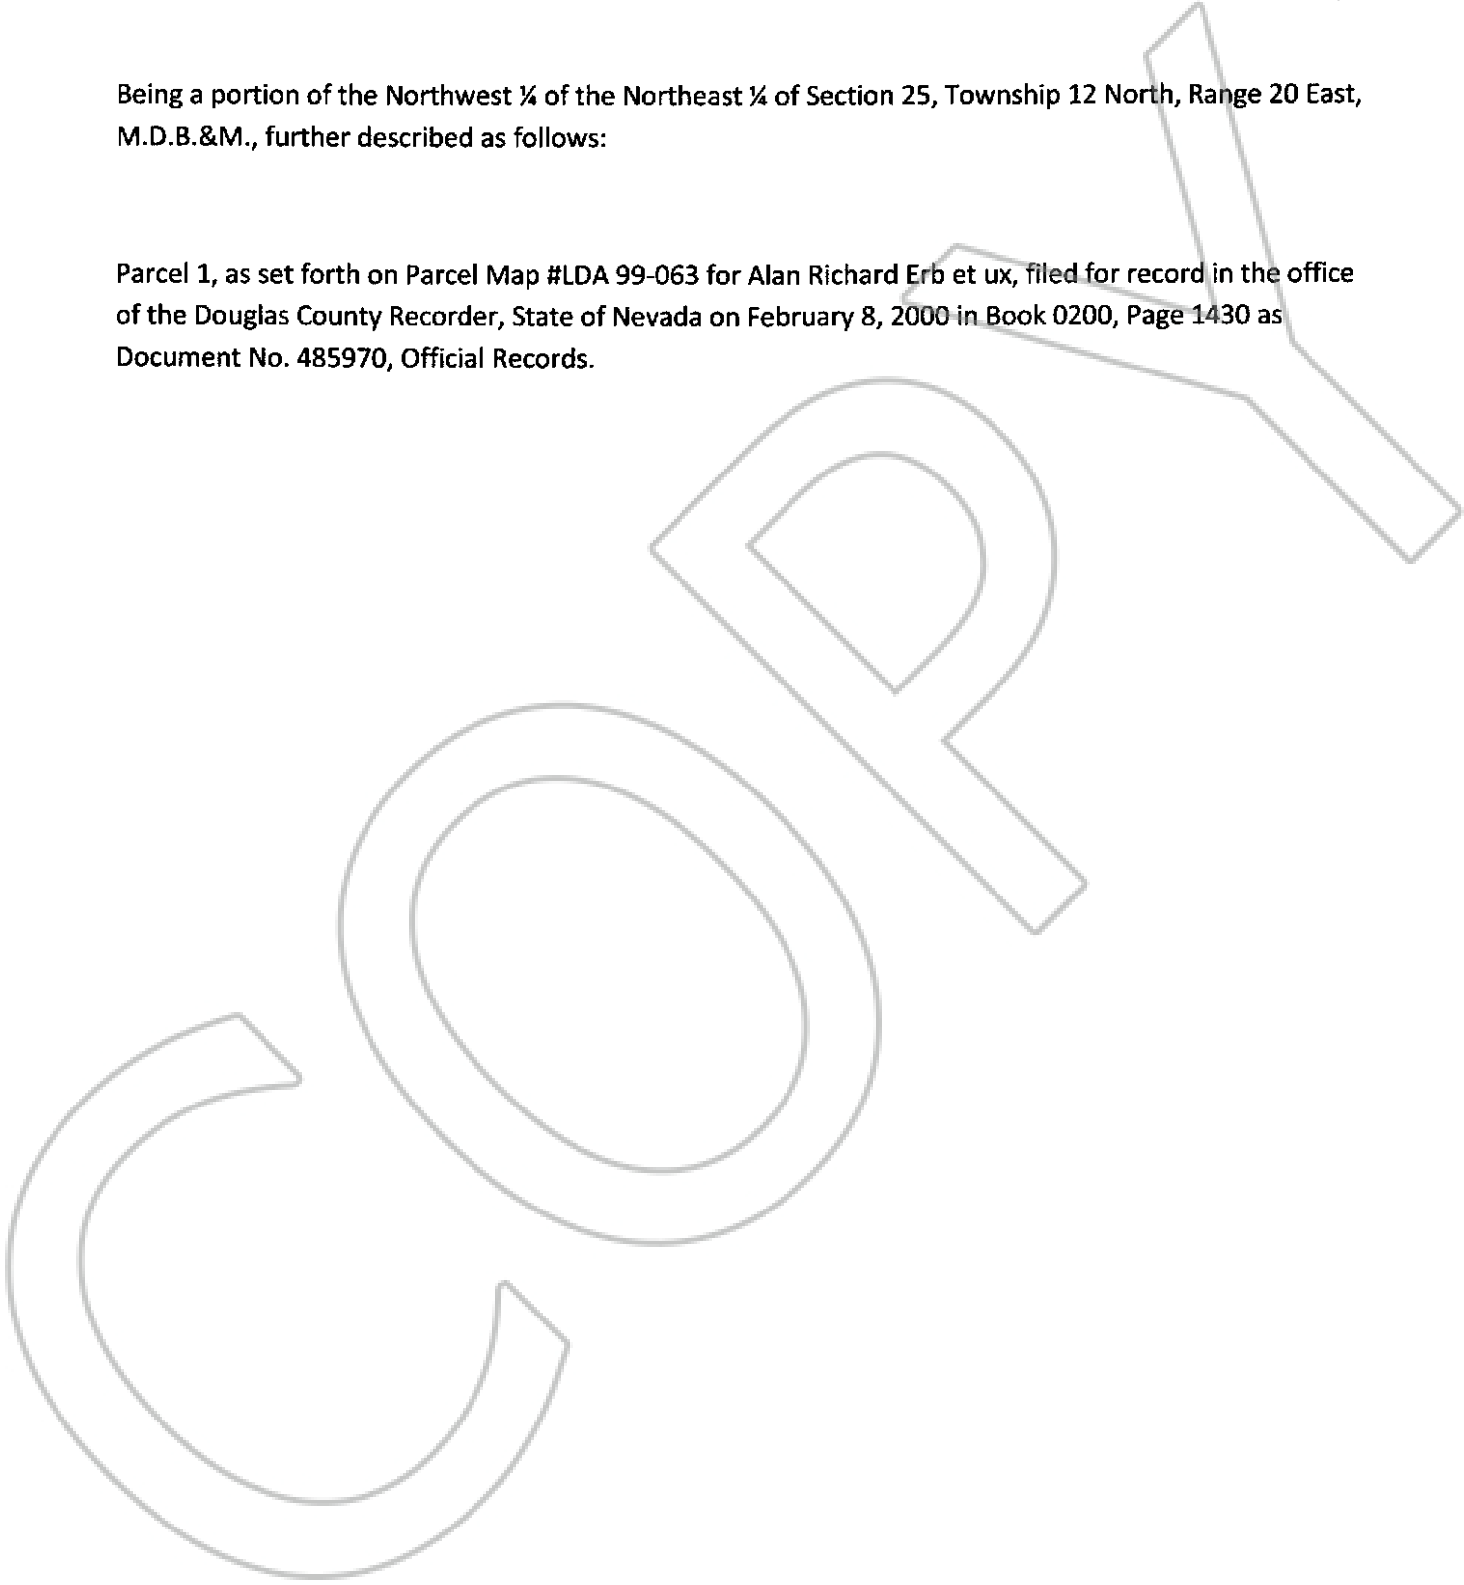 Being a portion of the Northwest ¼ of the Northeast ¼ of Section 25, Township 12 North, Range 20 East,
M.D.B.&M., further described as follows:
Parcel 1, as set forth on Parcel Map #LDA 99-063 for Alan Richard Erb et ux, filed for record in the office
of the Douglas County Recorder, State of Nevada on February 8, 2000 in Book 0200, Page 1430 as
Document No. 485970, Official Records.
COPY